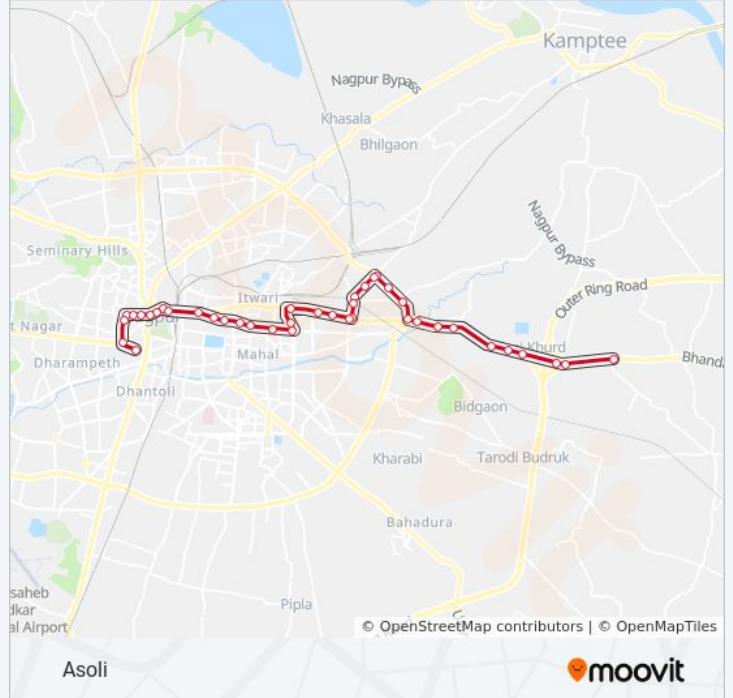 Kamptee
Nagpur Bypass
Khasala
Bhilgaon
Nagpur Bypass
Seminary Hills
Outer Ring Road
Itwari
t Nagar
Khurd
Mahal
Dharampeth
Bhanda
Dhantoli
Bidgaon
Kharabi
Tarodi Budruk
Bahadura
saheb
dkar
al Airport
Pipla
© OpenStreetMap contributors | © OpenMapTiles
Asoli
moovit